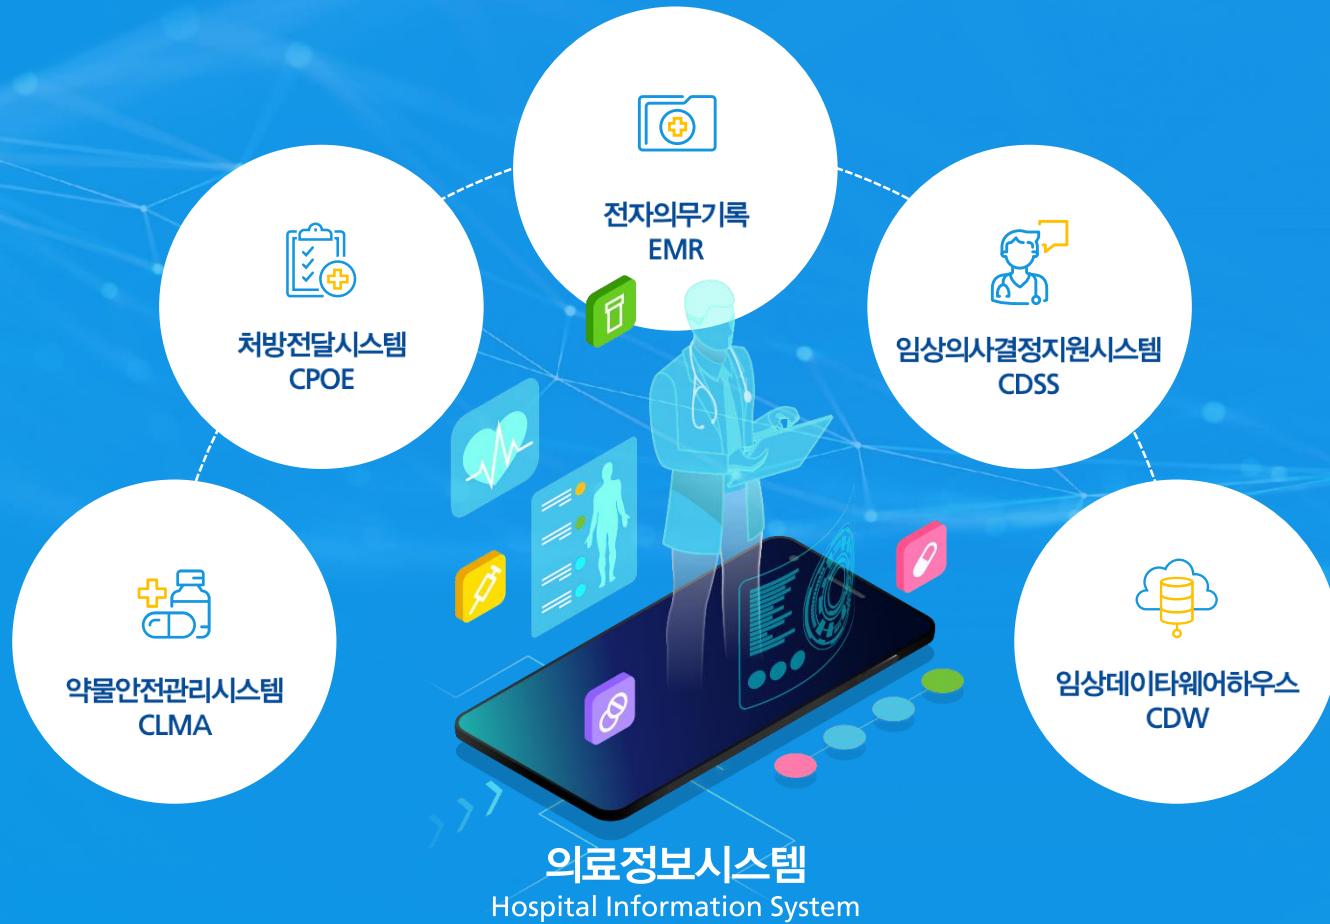 전자의무기록
EMR
처방전달시스템
CPOE
임상의사결정지원시스템
CDSS
약물안전관리시스템
CLMA
임상데이타웨어하우스
CDW
의료정보시스템
Hospital Information System